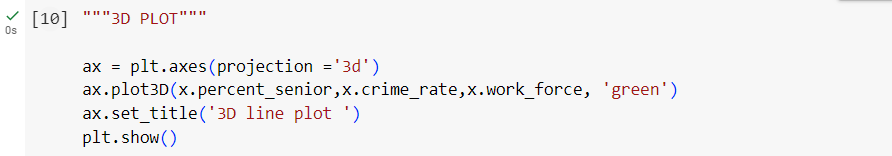 [10] """3D PLOT"""
0s
ax = plt.axes(projection ='3d')
ax.plot3D(x.percent_senior,x.crime_rate,x.work_force, 'green')
ax.set_title('3D line plot ')
plt.show()